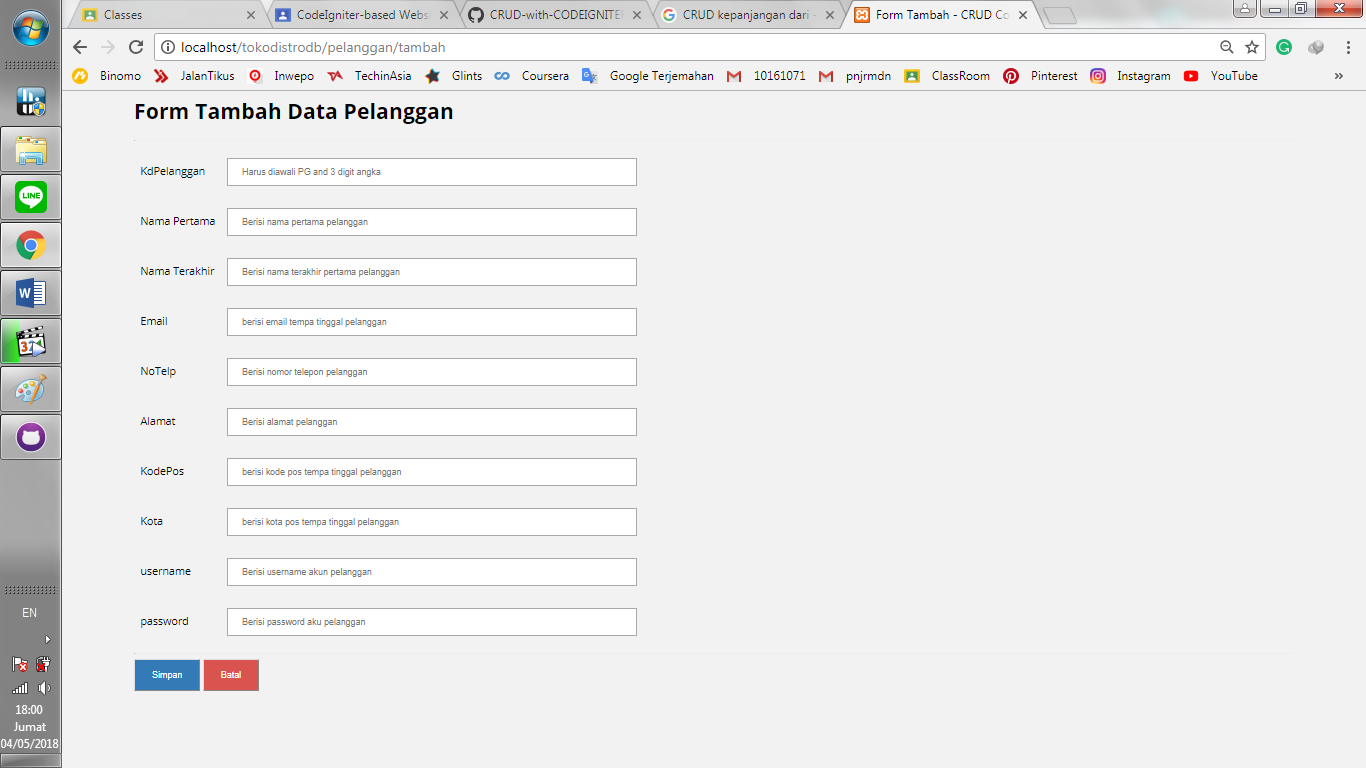 Classes
CodeIgniter-based Webs
CRUD-with-CODEIGNITER
CRUD kepanjangan dari -
Form Tambah - CRUD Co
localhost/tokodistrodb/pelanggan/tambah
Binomo JalanTikus Inwepo TechinAsia Glints Coursera Google Terjemahan 10161071 pnjrmdn ClassRoom Pinterest Instagram YouTube »
Form Tambah Data Pelanggan
KdPelanggan Harus diawali PG and 3 digit angka
Nama Pertama Berisi nama pertama pelanggan
Nama Terakhir Berisi nama terakhir pertama pelanggan
Email berisi email tempa tinggal pelanggan
NoTelp Berisi nomor telepon pelanggan
Alamat Berisi alamat pelanggan
KodePos berisi kode pos tempa tinggal pelanggan
Kota berisi kota pos tempa tinggal pelanggan
username Berisi username akun pelanggan
password Berisi password aku pelanggan
Simpan Batal
LINE
EN
18:00
Jumat
04/05/2018